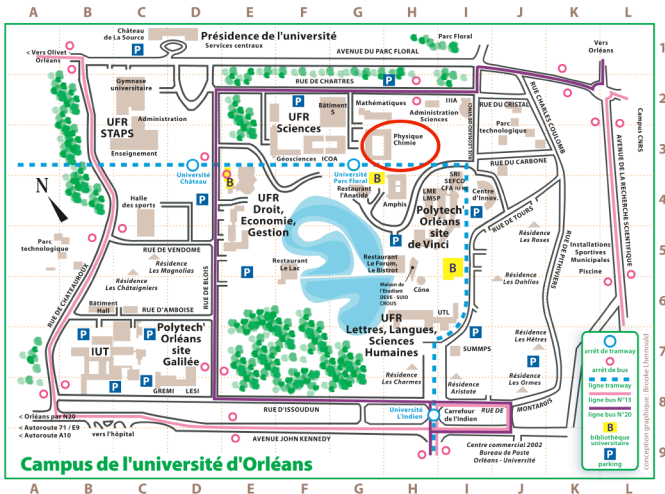 A B C D E F G H I J K L
Château
de La Source
Présidence de l'université
Services centraux
Parc Floral
AVENUE DU PARC FLORAL
< Vers Olivet
Orléans
Vers
Orléans
1
P
RUE DE CHARTRES
P
2
Gymnase
universitaire
UFR
STAPS
Administration
Enseignement
P
UFR
Sciences
Bâtiment
S
Mathématiques
IIIA
Administration
Sciences
Physique
Chimie
RUE DU CRISTAL
Parc
technologique
RUE CHARLES COULOMB
Campus CNRS
3
Géosciences
ICOA
RUE DU CARBONE
Université
Château
Université
Parc Floral
B
B
Restaurant
l'Anatidé
SRI
SEFCO
LME
LMSP
Centre
d'Innov.
AVENUE DE LA RECHERCHE SCIENTIFIQUE
N
4
Halle
des sports
P
UFR
Droit,
Economie,
Gestion
Amphis
Polytech'
Orléans
site
de Vinci
P
RUE DE TOURS
Résidence
Les Roses
RUE DE PITHIVIERS
Parc
technologique
RUE DE VENDOME
P
5
Résidence
Les Magnolias
Restaurant
Le Lac
Restaurant
Le Forum,
Le Bistrot
B
Installations
Sportives
Municipales
Piscine
Résidence
Les Châtaigniers
RUE DE BLOIS
P
Maison de
l'Etudiant
DEVE - SUIO
CROUS
Cône
Résidence
Les Dahlias
RUE DE CHATEAUROUX
6
Bâtiment
Hall
RUE D'AMBOISE
UFR
Lettres, Langues,
Sciences
Humaines
UTL
P
P
Polytech'
Orléans
site
Galilée
P
Résidence
Les Hêtres
7
IUT
P
P
GREMI
LESI
SUMMPS
P
Résidence
Les Charmes
Résidence
Aristote
Résidence
Les Ormes
8
< Orléans par N20
< Autoroute 71 / E9
< Autoroute A10
vers l'hôpital
RUE D'ISSOUDUN
AVENUE JOHN KENNEDY
Université
L'Indien
Carrefour
de l'Indien
RUE DE
MONTARGIS
Centre commercial 2002
Bureau de Poste
Orléans - Université
9
arrêt de tramway
arrêt de bus
ligne tramway
ligne bus N°13
ligne bus N°20
B
bibliothèque
universitaire
P
parking
Campus de l'université d'Orléans
A B C D E F G H I J K L